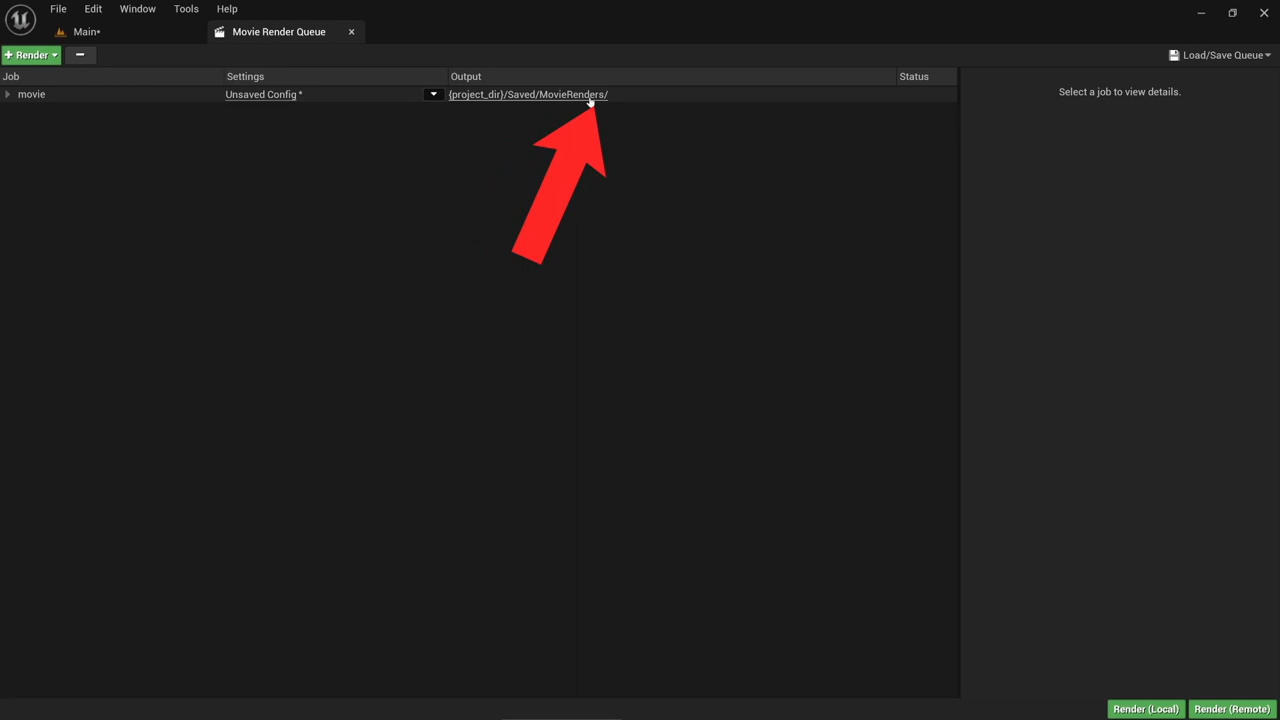 File Edit Window Tools Help
Main•
Movie Render Queue
Render
Load/Save Queue
Job Settings Output Status
movie Unsaved Config * {project_dir}/Saved/MovieRenders/
Select a job to view details.
Render (Local) Render (Remote)